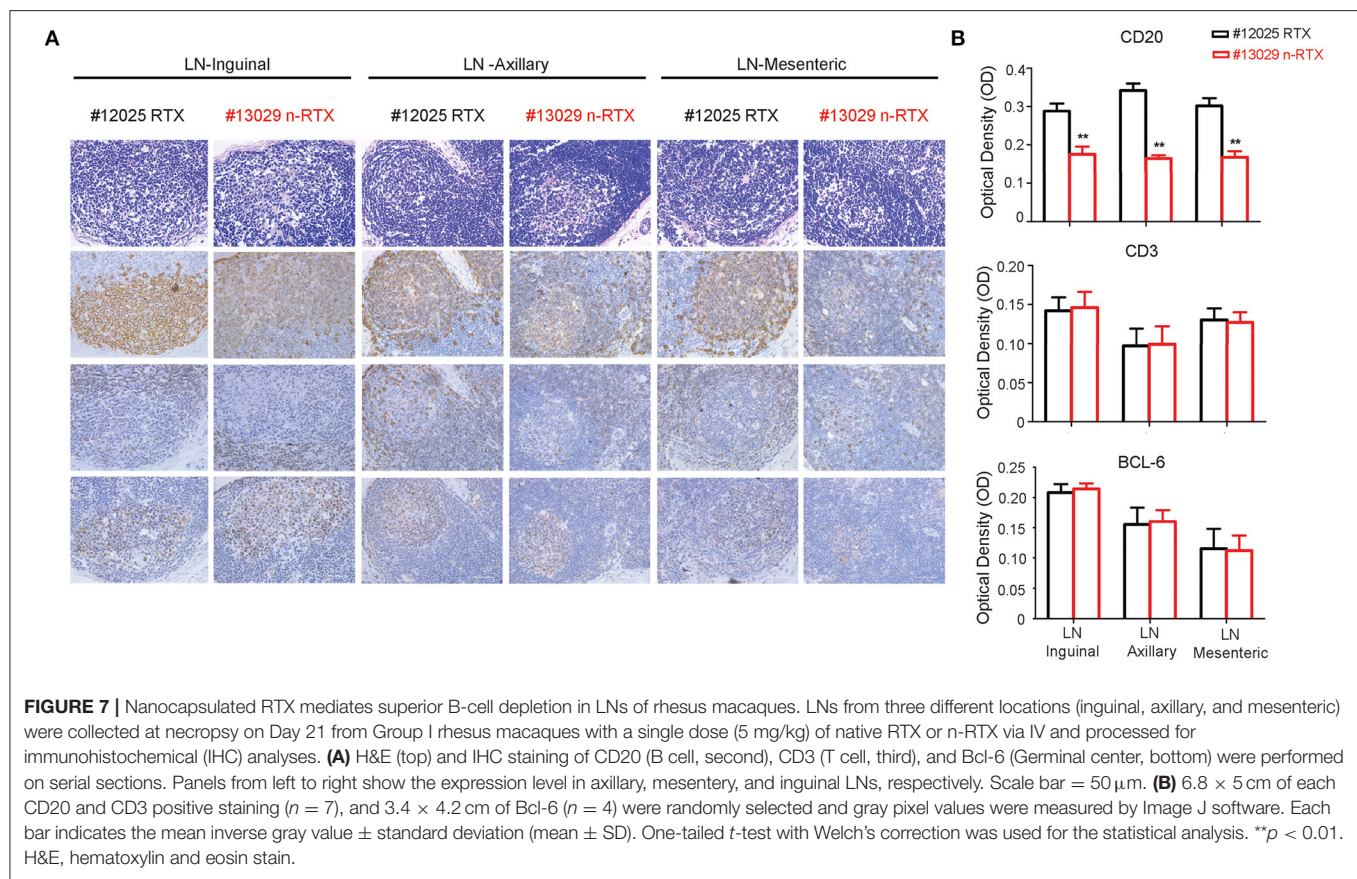 A
LN-Inguinal
LN -Axillary
LN-Mesenteric
#12025 RTX
#13029 n-RTX
#12025 RTX
#13029 n-RTX
#12025 RTX
#13029 n-RTX
B
CD20
#12025 RTX
#13029 n-RTX
Optical Density (OD)
0.4
0.3
0.2
0.1
0
**
**
**
CD3
Optical Density (OD)
0.20
0.15
0.10
0.05
0
BCL-6
Optical Density (OD)
0.25
0.20
0.15
0.10
0.05
0
LN
Inguinal
LN
Axillary
LN
Mesenteric
FIGURE 7 | Nanocapsulated RTX mediates superior B-cell depletion in LNs of rhesus macaques. LNs from three different locations (inguinal, axillary, and mesenteric)
were collected at necropsy on Day 21 from Group I rhesus macaques with a single dose (5 mg/kg) of native RTX or n-RTX via IV and processed for
immunohistochemical (IHC) analyses. (A) H&E (top) and IHC staining of CD20 (B cell, second), CD3 (T cell, third), and Bcl-6 (Germinal center, bottom) were performed
on serial sections. Panels from left to right show the expression level in axillary, mesentery, and inguinal LNs, respectively. Scale bar = 50 μm. (B) 6.8 × 5 cm of each
CD20 and CD3 positive staining (n = 7), and 3.4 × 4.2 cm of Bcl-6 (n = 4) were randomly selected and gray pixel values were measured by Image J software. Each
bar indicates the mean inverse gray value ± standard deviation (mean ± SD). One-tailed t-test with Welch's correction was used for the statistical analysis. **p < 0.01.
H&E, hematoxylin and eosin stain.